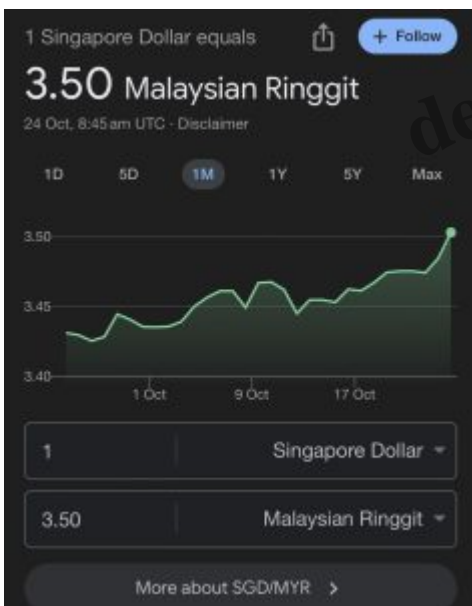 1 Singapore Dollar equals
+ Follow
3.50 Malaysian Ringgit
24 Oct, 8:45 am UTC · Disclaimer
1D 5D 1M 1Y 5Y Max
3.50
3.45
3.40
1 Oct 9 Oct 17 Oct
1 Singapore Dollar
3.50 Malaysian Ringgit
More about SGD/MYR >